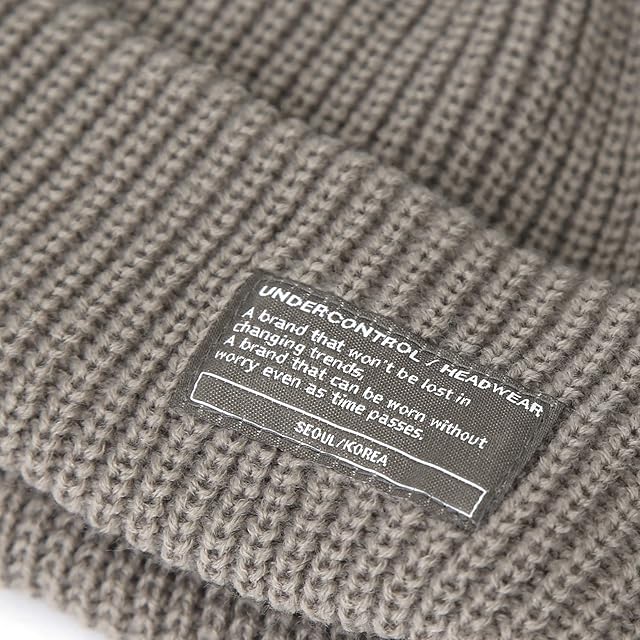 UNDERCONTROL / HEADWEAR
A brand that won't be lost in
changing trends
A brand that can be worn without
worry even as time passes.
SEOUL/KOREA